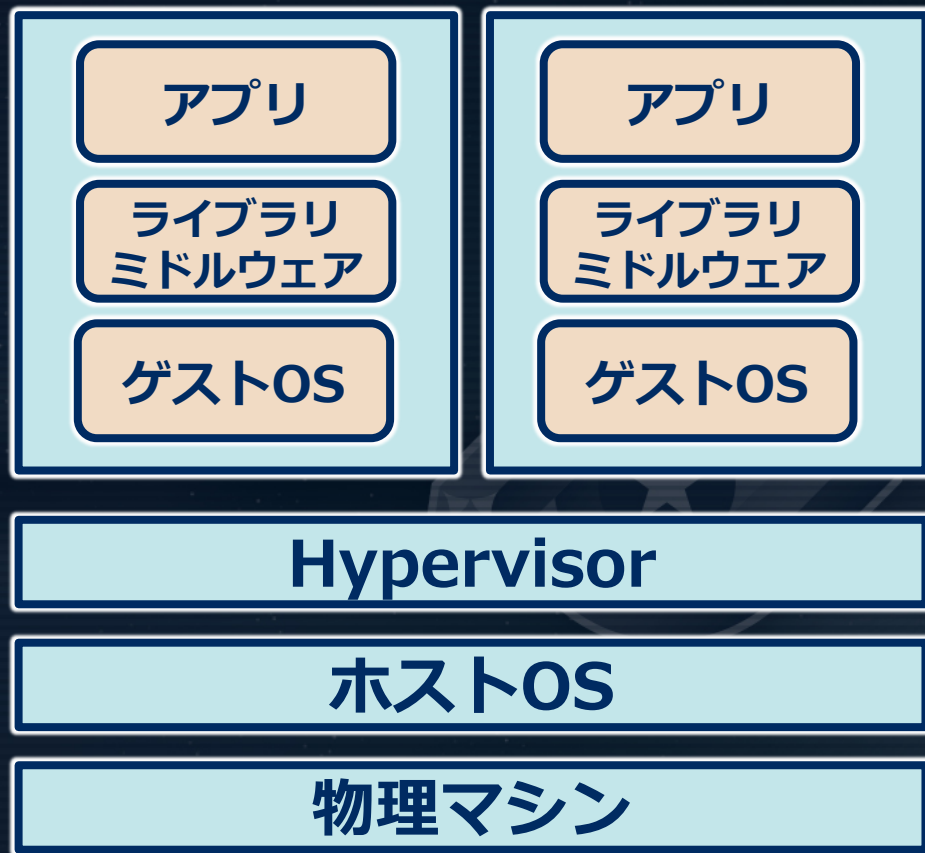 アプリ
ライブラリ
ミドルウェア
ゲストOS
アプリ
ライブラリ
ミドルウェア
ゲストOS
Hypervisor
ホストOS
物理マシン